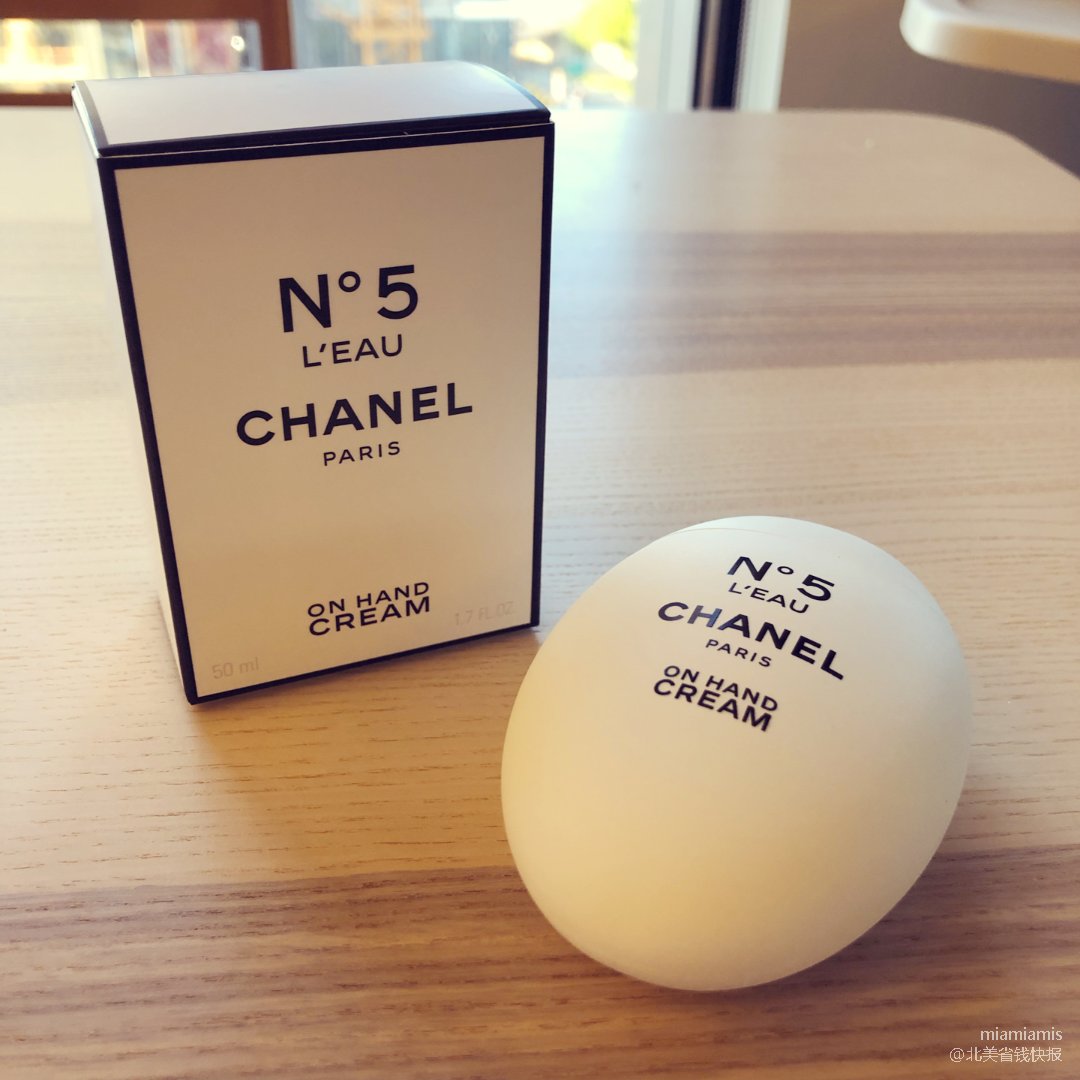 N°5
L'EAU
CHANEL
PARIS
ON HAND
CREAM
50 ml
1.7 FL.OZ
N°5
L'EAU
CHANEL
PARIS
ON HAND
CREAM
miamiamis
@北美省钱快报